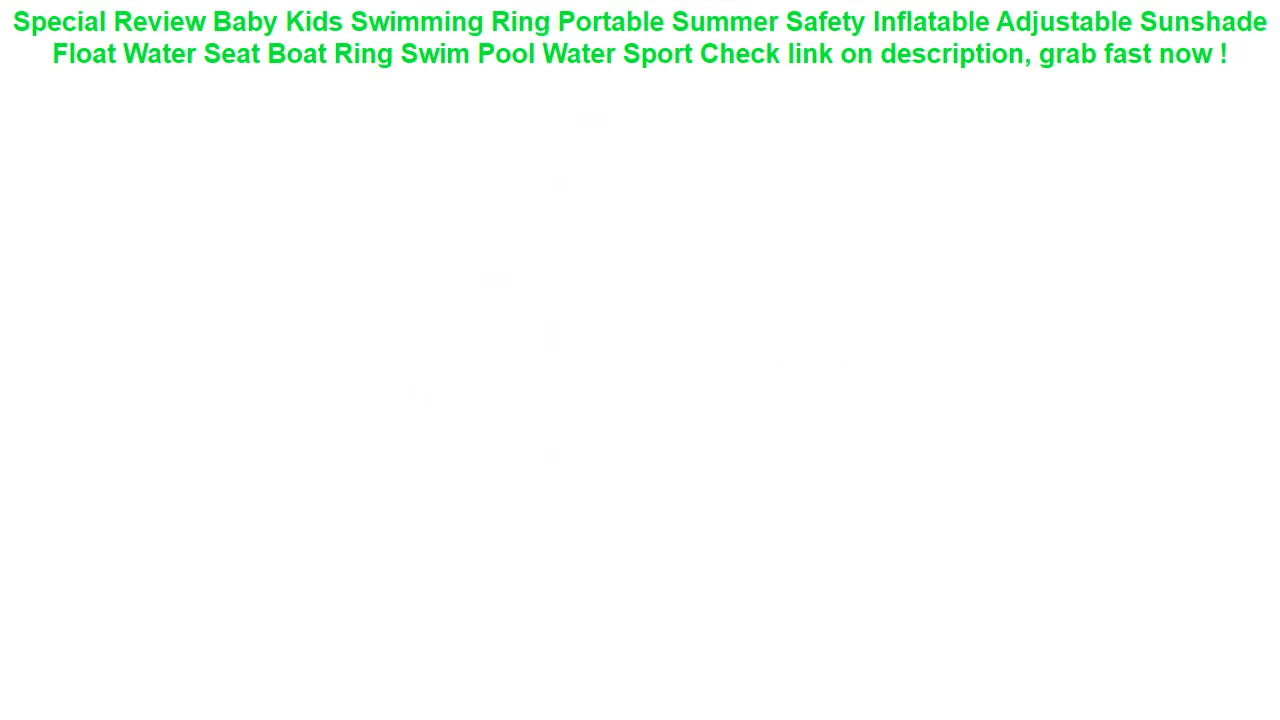 Special Review Baby Kids Swimming Ring Portable Summer Safety Inflatable Adjustable Sunshade
Float Water Seat Boat Ring Swim Pool Water Sport Check link on description, grab fast now !